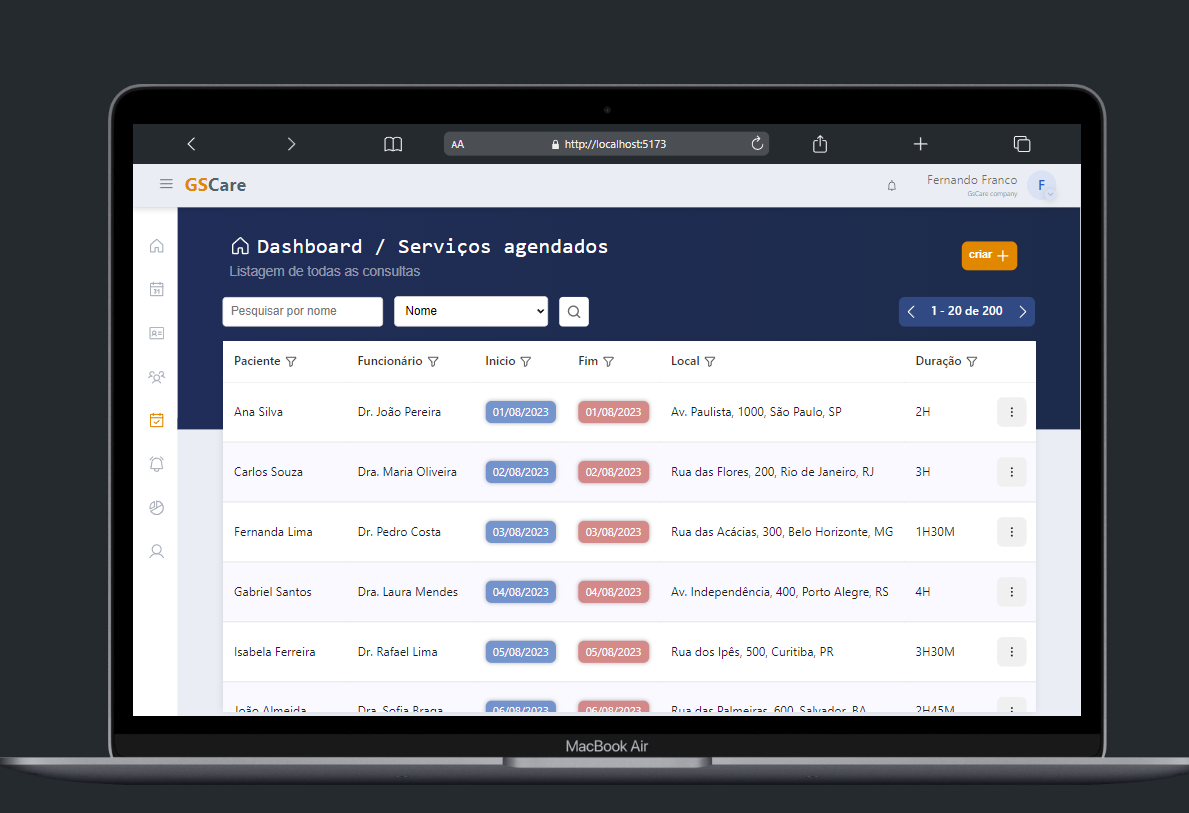 AA http://localhost:5173
GSCare
Fernando Franco
GsCare company
F
Dashboard / Serviços agendados
Listagem de todas as consultas
criar +
Pesquisar por nome
Nome
1 - 20 de 200
31
Paciente Funcionário Inicio Fim Local Duração
Ana Silva Dr. João Pereira 01/08/2023 01/08/2023 Av. Paulista, 1000, São Paulo, SP 2H
Carlos Souza Dra. Maria Oliveira 02/08/2023 02/08/2023 Rua das Flores, 200, Rio de Janeiro, RJ 3H
Fernanda Lima Dr. Pedro Costa 03/08/2023 03/08/2023 Rua das Acácias, 300, Belo Horizonte, MG 1H30M
Gabriel Santos Dra. Laura Mendes 04/08/2023 04/08/2023 Av. Independência, 400, Porto Alegre, RS 4H
Isabela Ferreira Dr. Rafael Lima 05/08/2023 05/08/2023 Rua dos Ipês, 500, Curitiba, PR 3H30M
João Almeida Dra. Sofia Braga 06/08/2023 06/08/2023 Rua das Palmeiras, 600, Salvador, BA 2H45M
MacBook Air